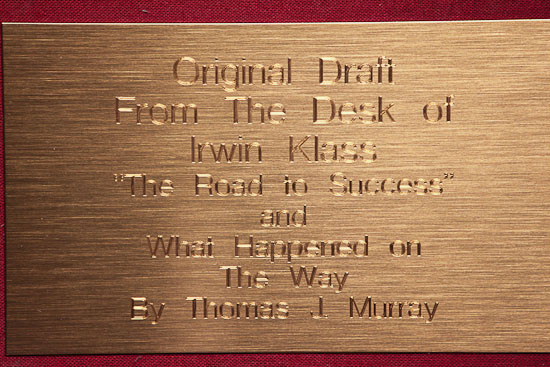 Original Draft
From The Desk of
Irwin Klass
"The Road to Success"
and
What Happened on
The Way
By Thomas J. Murray